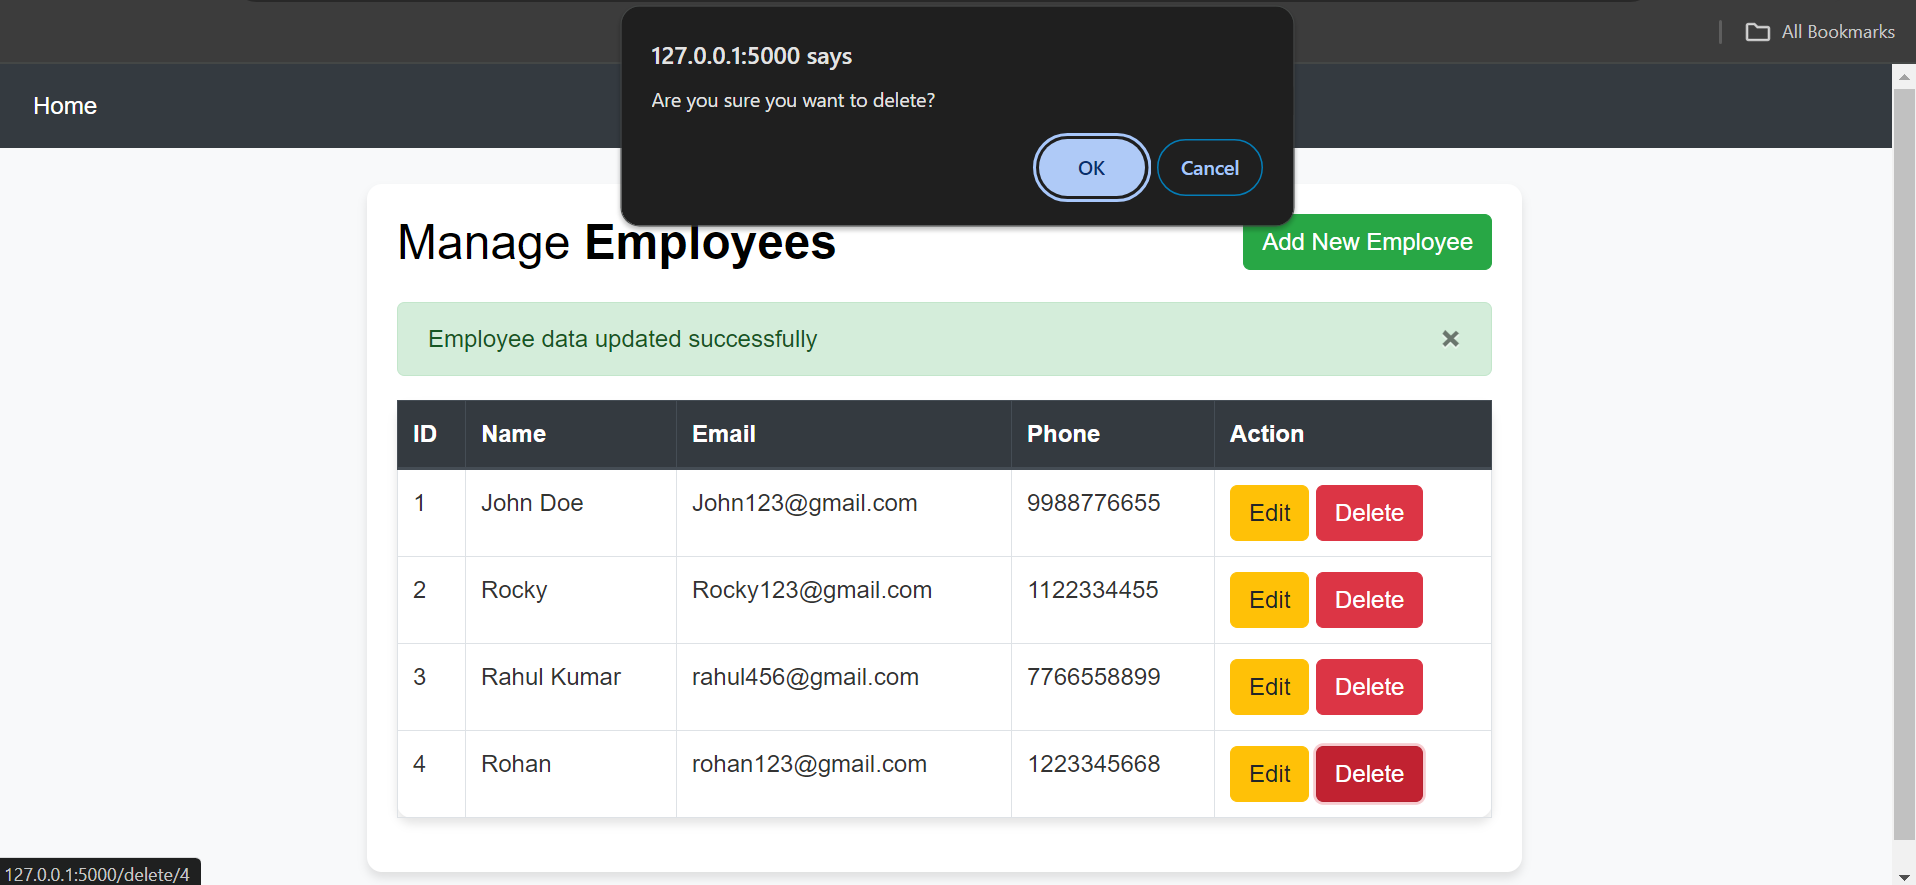 All Bookmarks
127.0.0.1:5000 says
Are you sure you want to delete?
OK Cancel
Home
Manage Employees
Add New Employee
Employee data updated successfully ×
ID Name Email Phone Action
1 John Doe John123@gmail.com 9988776655 Edit Delete
2 Rocky Rocky123@gmail.com 1122334455 Edit Delete
3 Rahul Kumar rahul456@gmail.com 7766558899 Edit Delete
4 Rohan rohan123@gmail.com 1223345668 Edit Delete
127.0.0.1:5000/delete/4